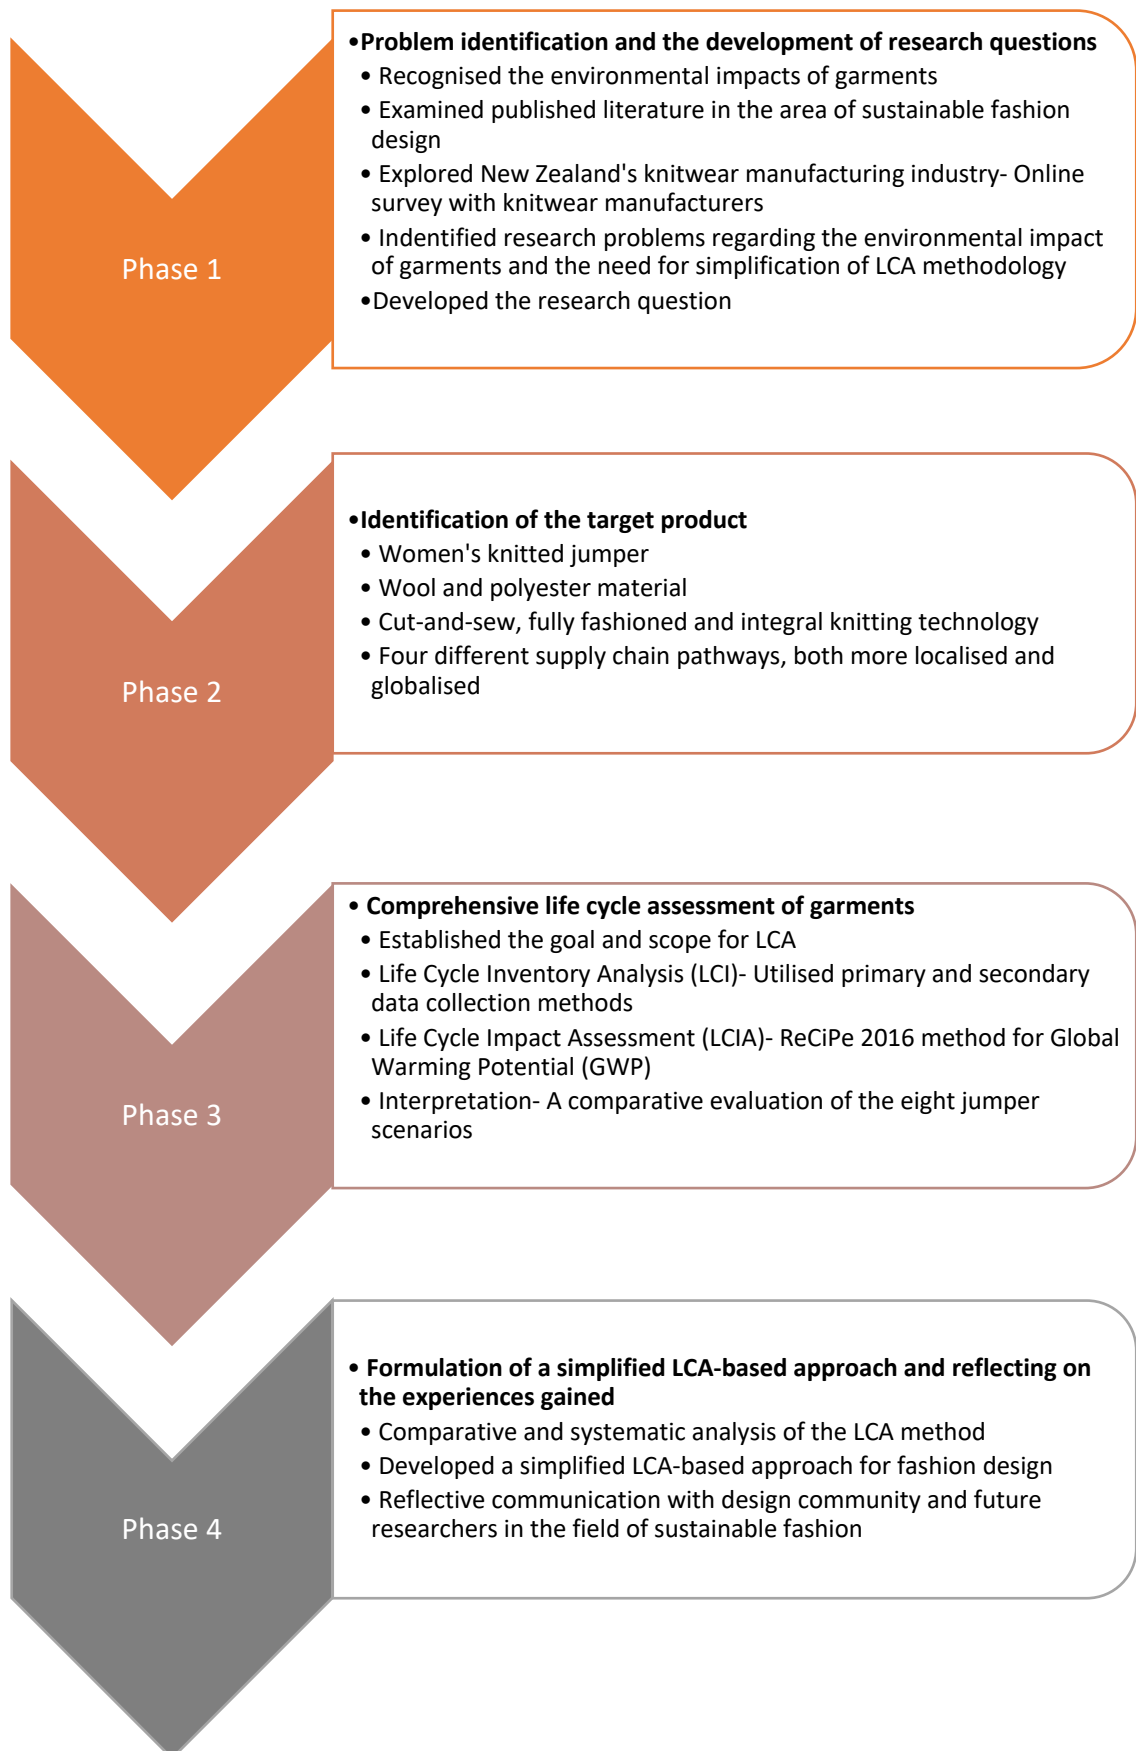 Phase 1
•Problem identification and the development of research questions
• Recognised the environmental impacts of garments
• Examined published literature in the area of sustainable fashion
design
• Explored New Zealand's knitwear manufacturing industry- Online
survey with knitwear manufacturers
• Indentified research problems regarding the environmental impact
of garments and the need for simplification of LCA methodology
•Developed the research question
Phase 2
•Identification of the target product
• Women's knitted jumper
• Wool and polyester material
• Cut-and-sew, fully fashioned and integral knitting technology
• Four different supply chain pathways, both more localised and
globalised
Phase 3
• Comprehensive life cycle assessment of garments
• Established the goal and scope for LCA
• Life Cycle Inventory Analysis (LCI)- Utilised primary and secondary
data collection methods
• Life Cycle Impact Assessment (LCIA)- ReCiPe 2016 method for Global
Warming Potential (GWP)
• Interpretation- A comparative evaluation of the eight jumper
scenarios
Phase 4
• Formulation of a simplified LCA-based approach and reflecting on
the experiences gained
• Comparative and systematic analysis of the LCA method
• Developed a simplified LCA-based approach for fashion design
• Reflective communication with design community and future
researchers in the field of sustainable fashion